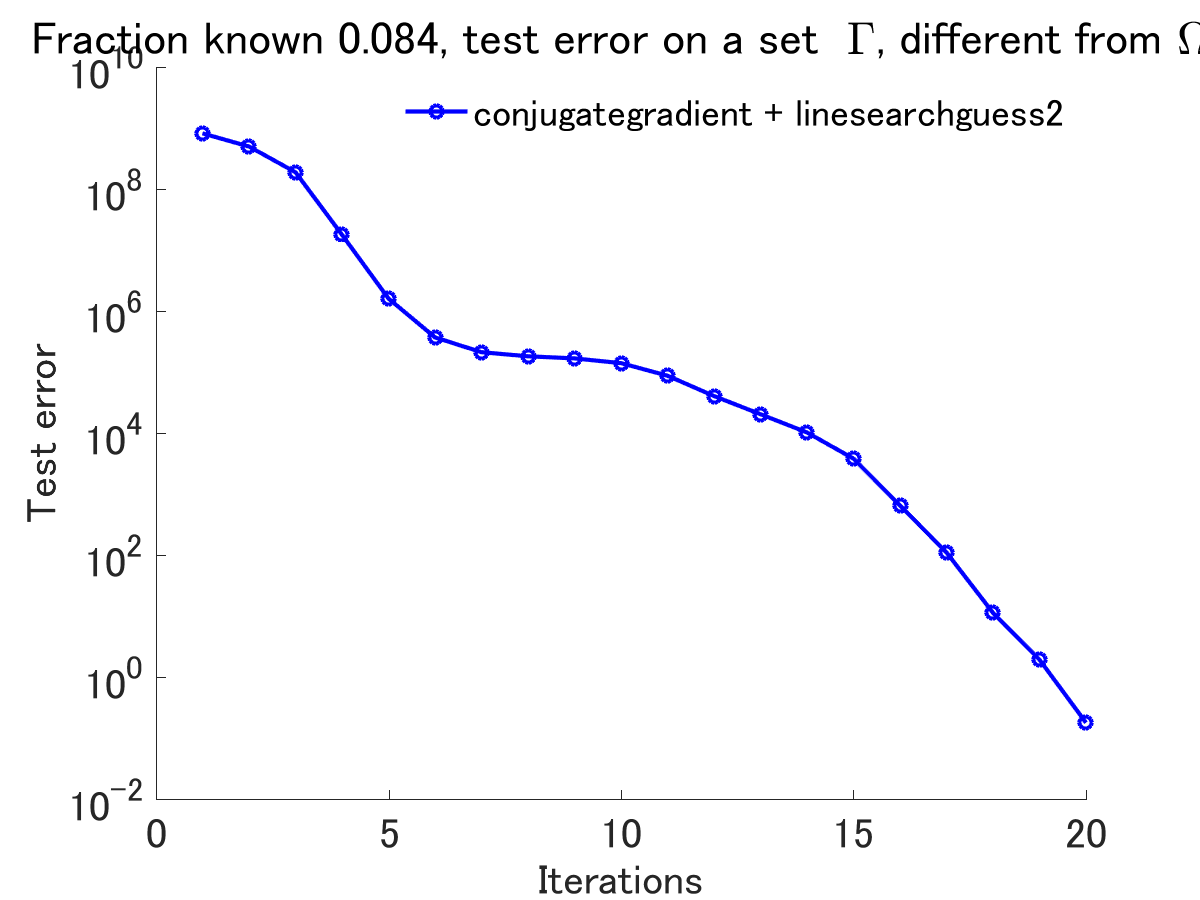 Fraction known 0.084, test error on a set Γ, different from Ω
10^10
conjugategradient + linesearchguess2
10^8
10^6
10^4
10^2
10^0
10^−2
Test error
0 5 10 15 20
Iterations